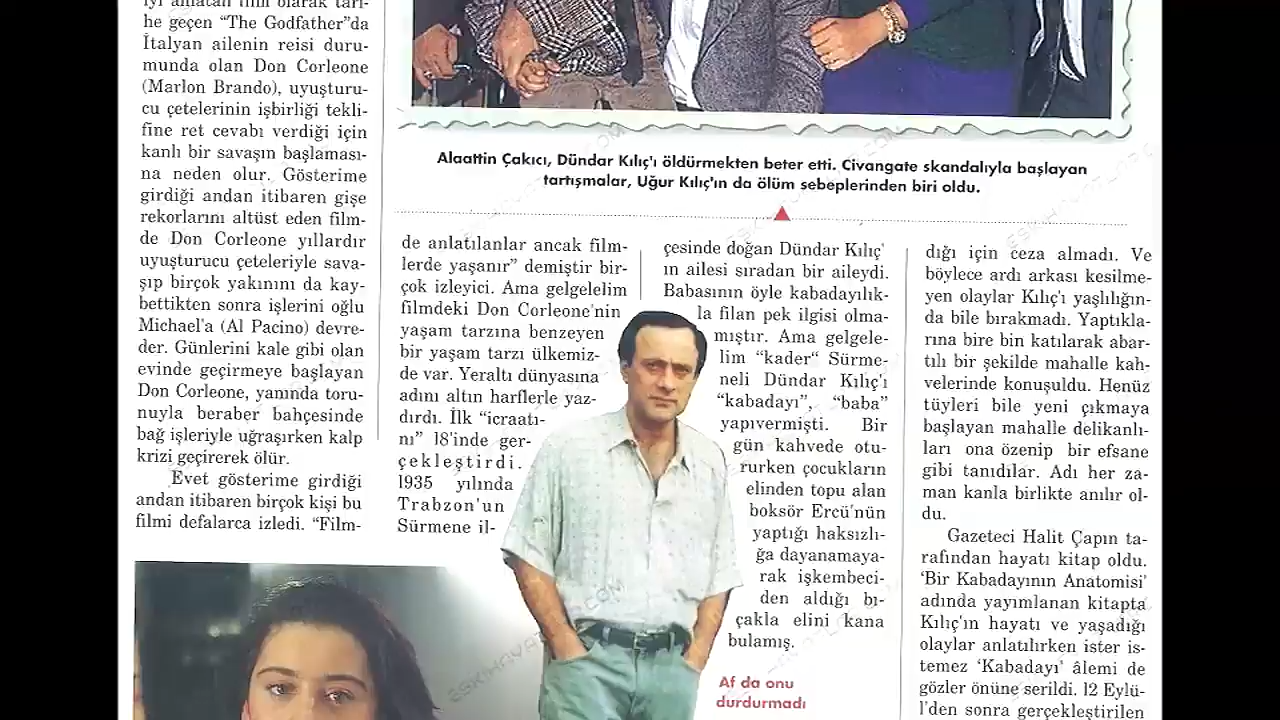 iyi anlatan film olarak tari-
he geçen “The Godfather”da
İtalyan ailenin reisi duru-
munda olan Don Corleone
(Marlon Brando), uyuşturu-
cu çetelerinin işbirliği tekli-
fine ret cevabı verdiği için
kanlı bir savaşın başlaması-
na neden olur. Gösterime
girdiği andan itibaren gişe
rekorlarını altüst eden film-
de Don Corleone yıllardır
uyuşturucu çeteleriyle sava-
şıp birçok yakınını da kay-
bettikten sonra işlerini oğlu
Michael'a (Al Pacino) devre-
der. Günlerini kale gibi olan
evinde geçirmeye başlayan
Don Corleone, yanında toru-
nuyla beraber bahçesinde
bağ işleriyle uğraşırken kalp
krizi geçirerek ölür.
Evet gösterime girdiği
andan itibaren birçok kişi bu
filmi defalarca izledi. “Film-
Alaattin Çakıcı, Dündar Kılıç'ı öldürmekten beter etti. Civangate skandalıyla başlayan
tartışmalar, Uğur Kılıç'ın da ölüm sebeplerinden biri oldu.
de anlatılanlar ancak film-
lerde yaşanır” demiştir bir-
çok izleyici. Ama gelgelelim
filmdeki Don Corleone'nin
yaşam tarzına benzeyen
bir yaşam tarzı ülkemiz-
de var. Yeraltı dünyasına
adını altın harflerle yaz-
dırdı. İlk “icraatı-
nı” 18'inde ger-
çekleştirdi.
1935 yılında
Trabzon'un
Sürmene il-
çesinde doğan Dündar Kılıç'
ın ailesi sıradan bir aileydi.
Babasının öyle kabadayılık-
la filan pek ilgisi olma-
mıştır. Ama gelgele-
lim “kader“ Sürme-
neli Dündar Kılıç'ı
“kabadayı”, “baba”
yapıvermişti. Bir
gün kahvede otu-
rurken çocukların
elinden topu alan
boksör Ercü'nün
yaptığı haksızlı-
ğa dayanamaya-
rak işkembeci-
den aldığı bı-
çakla elini kana
bulamış.
Af da onu
durdurmadı
dığı için ceza almadı. Ve
böylece ardı arkası kesilme-
yen olaylar Kılıç'ı yaşlılığın-
da bile bırakmadı. Yaptıkla-
rına bire bin katılarak abar-
tılı bir şekilde mahalle kah-
velerinde konuşuldu. Henüz
tüyleri bile yeni çıkmaya
başlayan mahalle delikanlı-
ları ona özenip bir efsane
gibi tanıdılar. Adı her za-
man kanla birlikte anılır ol-
du.
Gazeteci Halit Çapın ta-
rafından hayatı kitap oldu.
‘Bir Kabadayının Anatomisi’
adında yayımlanan kitapta
Kılıç'ın hayatı ve yaşadığı
olaylar anlatılırken ister is-
temez ‘Kabadayı’ âlemi de
gözler önüne serildi. 12 Eylü-
l'den sonra gerçekleştirilen